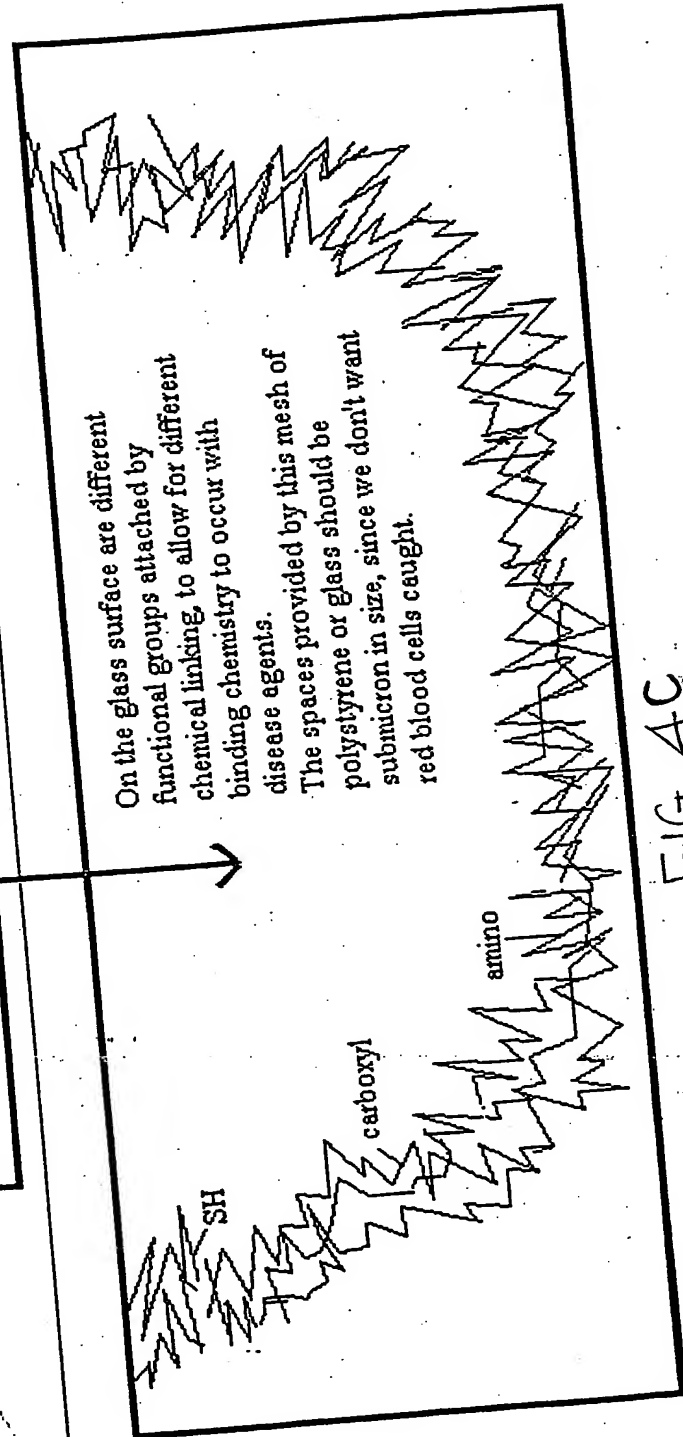 On the glass surface are different
functional groups attached by
chemical linking, to allow for different
binding chemistry to occur with
disease agents.
The spaces provided by this mesh of
polystyrene or glass should be
submicron in size, since we don't want
red blood cells caught.
SH
carboxyl
amino
FIG 4C